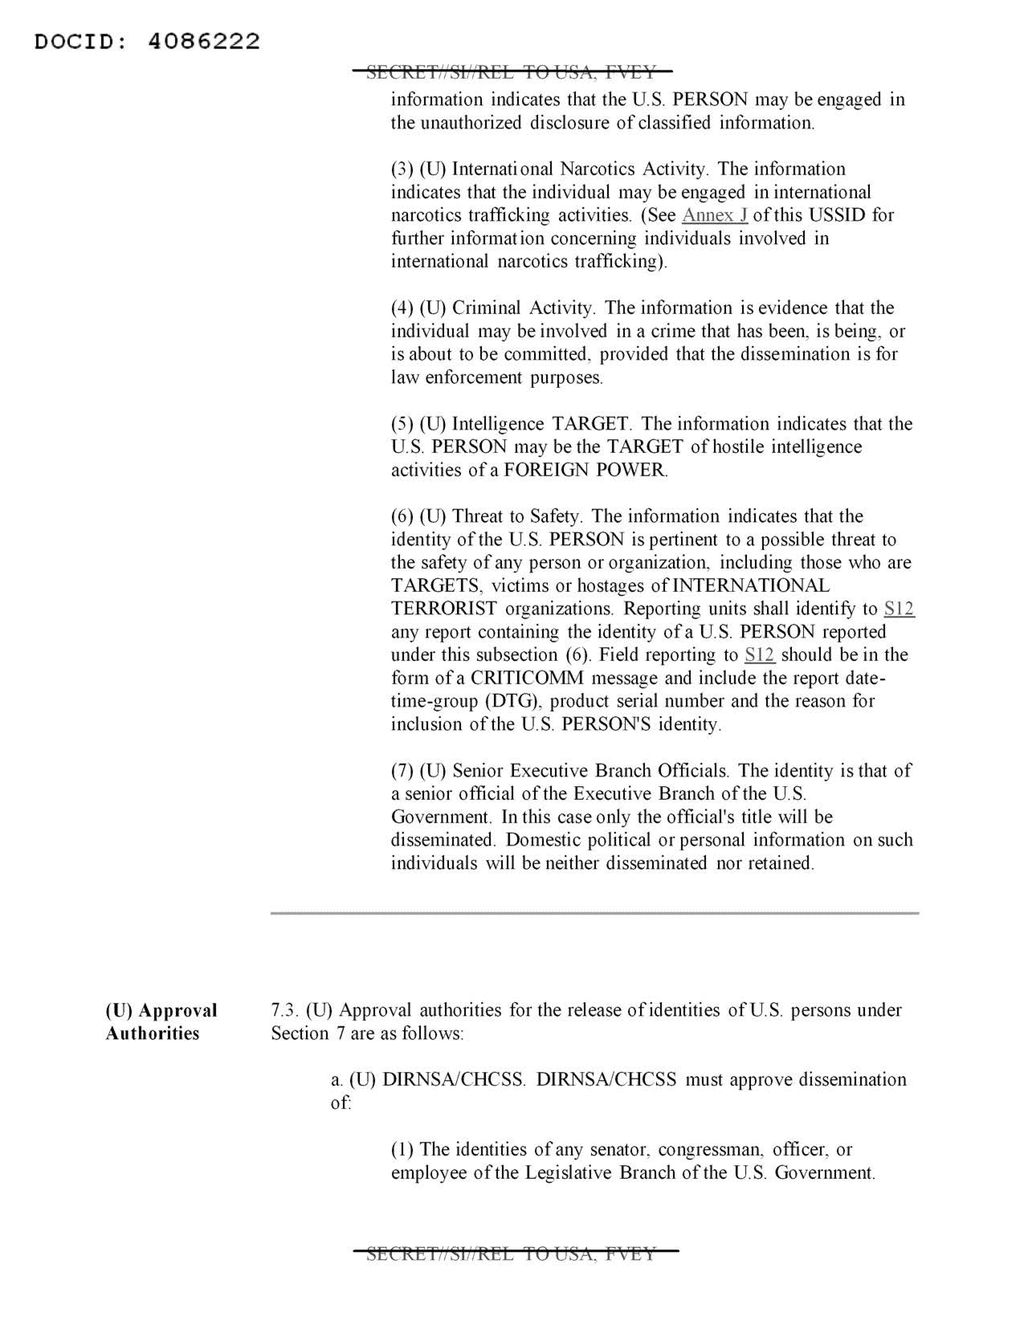 DOCID: 4086222
SECRET//SI//REL TO USA, FVEY
information indicates that the U.S. PERSON may be engaged in
the unauthorized disclosure of classified information.
(3) (U) International Narcotics Activity. The information
indicates that the individual may be engaged in international
narcotics trafficking activities. (See Annex J of this USSID for
further information concerning individuals involved in
international narcotics trafficking).
(4) (U) Criminal Activity. The information is evidence that the
individual may be involved in a crime that has been, is being, or
is about to be committed, provided that the dissemination is for
law enforcement purposes.
(5) (U) Intelligence TARGET. The information indicates that the
U.S. PERSON may be the TARGET of hostile intelligence
activities of a FOREIGN POWER.
(6) (U) Threat to Safety. The information indicates that the
identity of the U.S. PERSON is pertinent to a possible threat to
the safety of any person or organization, including those who are
TARGETS, victims or hostages of INTERNATIONAL
TERRORIST organizations. Reporting units shall identify to S12
any report containing the identity of a U.S. PERSON reported
under this subsection (6). Field reporting to S12 should be in the
form of a CRITICOMM message and include the report date-
time-group (DTG), product serial number and the reason for
inclusion of the U.S. PERSON'S identity.
(7) (U) Senior Executive Branch Officials. The identity is that of
a senior official of the Executive Branch of the U.S.
Government. In this case only the official's title will be
disseminated. Domestic political or personal information on such
individuals will be neither disseminated nor retained.
(U) Approval
Authorities
7.3. (U) Approval authorities for the release of identities of U.S. persons under
Section 7 are as follows:
a. (U) DIRNSA/CHCSS. DIRNSA/CHCSS must approve dissemination
of:
(1) The identities of any senator, congressman, officer, or
employee of the Legislative Branch of the U.S. Government.
SECRET//SI//REL TO USA, FVEY